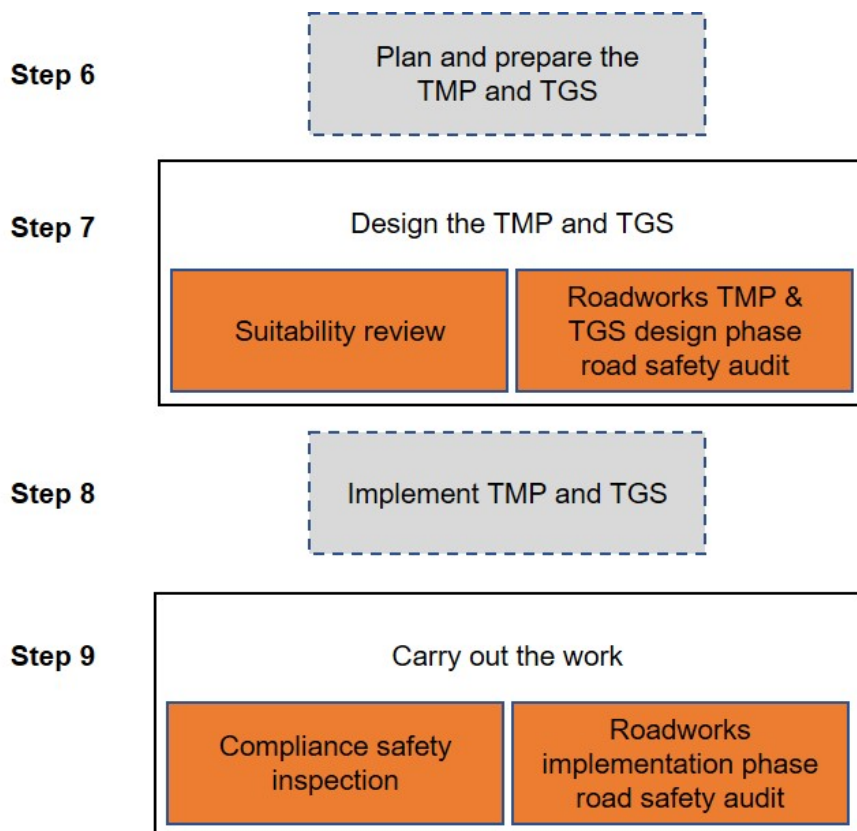 Step 6
Plan and prepare the
TMP and TGS
Step 7
Design the TMP and TGS
Suitability review
Roadworks TMP &
TGS design phase
road safety audit
Step 8
Implement TMP and TGS
Step 9
Carry out the work
Compliance safety
inspection
Roadworks
implementation phase
road safety audit